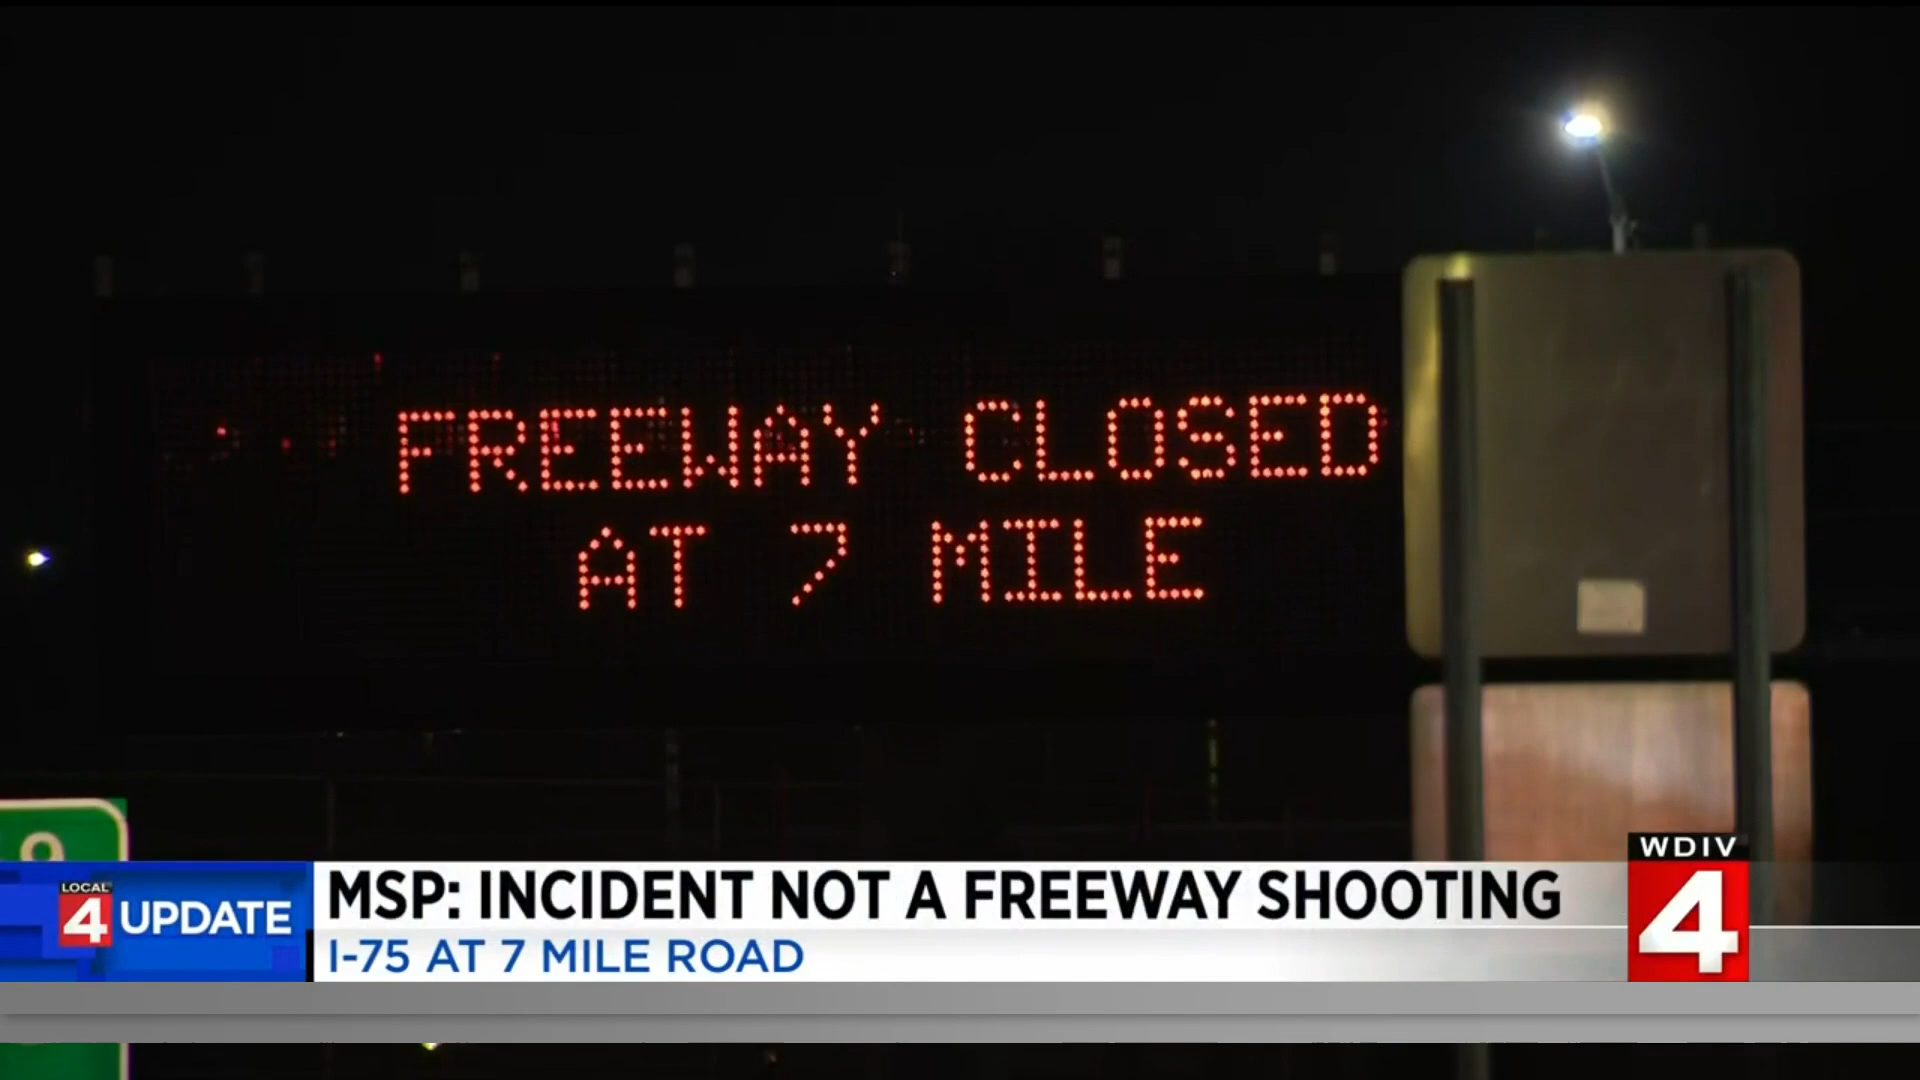 FREEWAY CLOSED
AT 7 MILE
9
WDIV
4
LOCAL
4 UPDATE
MSP: INCIDENT NOT A FREEWAY SHOOTING
I-75 AT 7 MILE ROAD